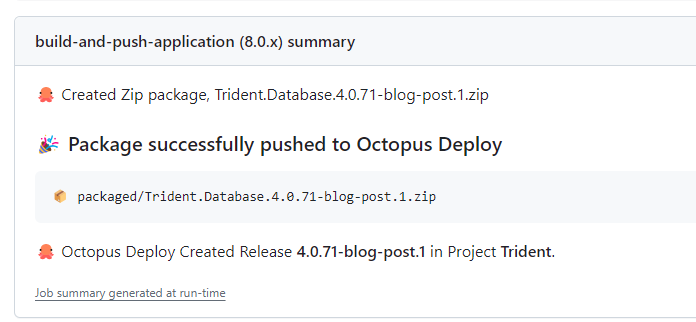 build-and-push-application (8.0.x) summary
Created Zip package, Trident.Database.4.0.71-blog-post.1.zip
Package successfully pushed to Octopus Deploy
packaged/Trident.Database.4.0.71-blog-post.1.zip
Octopus Deploy Created Release 4.0.71-blog-post.1 in Project Trident.
Job summary generated at run-time